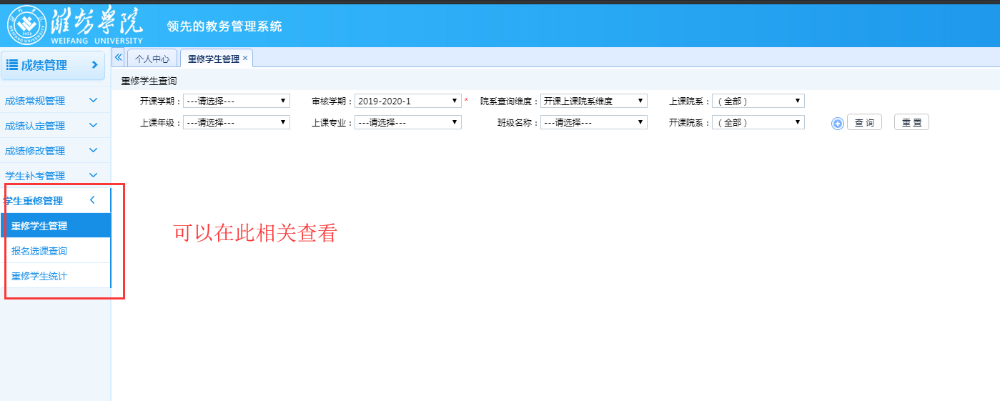 潍坊学院
WEIFANG UNIVERSITY
领先的教务管理系统
成绩管理
个人中心
重修学生管理
重修学生查询
开课学期： ---请选择--- 审核学期： 2019-2020-1 * 院系查询维度： 开课上课院系维度 上课院系： （全部）
上课年级： ---请选择--- 上课专业： ---请选择--- 班级名称： ---请选择--- 开课院系： （全部） 查 询 重 置
成绩常规管理
成绩认定管理
成绩修改管理
学生补考管理
学生重修管理
重修学生管理
报名选课查询
重修学生统计
可以在此相关查看